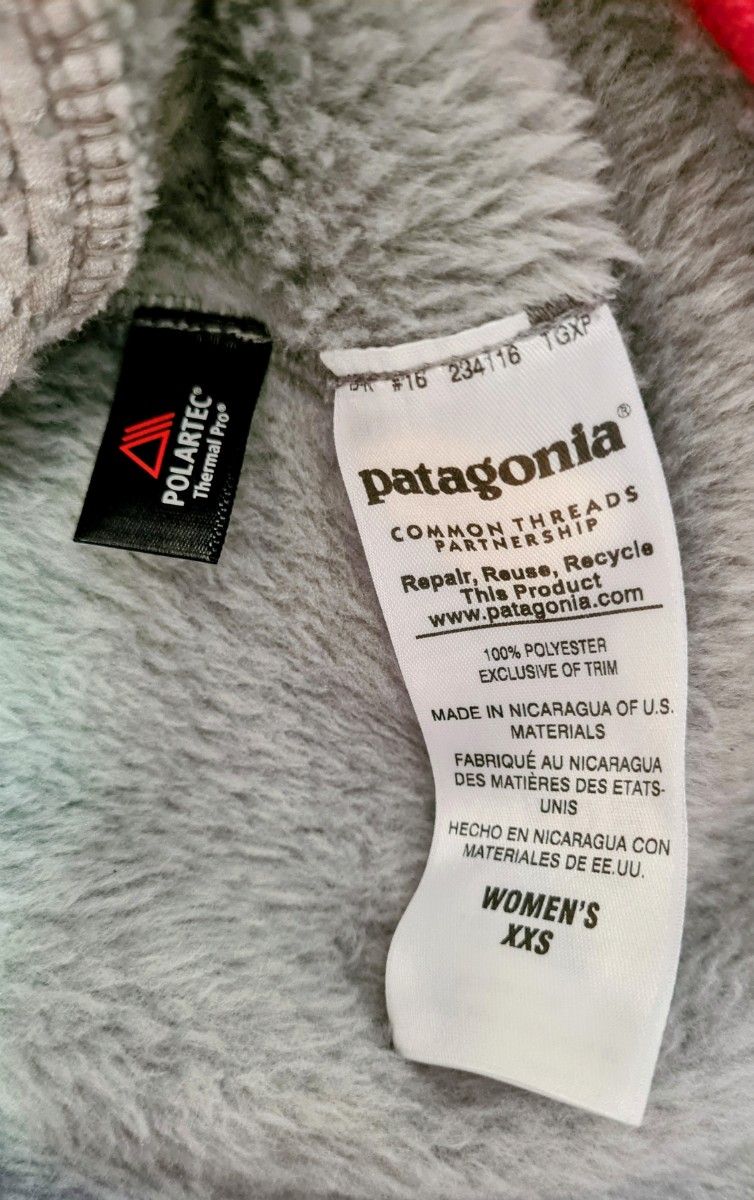 POLARTEC®
Thermal Pro®
#16 234116 1GXP
patagonia®
COMMON THREADS
PARTNERSHIP
Repair, Reuse, Recycle
This Product
www.patagonia.com
100% POLYESTER
EXCLUSIVE OF TRIM
MADE IN NICARAGUA OF U.S.
MATERIALS
FABRIQUÉ AU NICARAGUA
DES MATIÈRES DES ETATS-
UNIS
HECHO EN NICARAGUA CON
MATERIALES DE EE.UU.
WOMEN'S
XXS